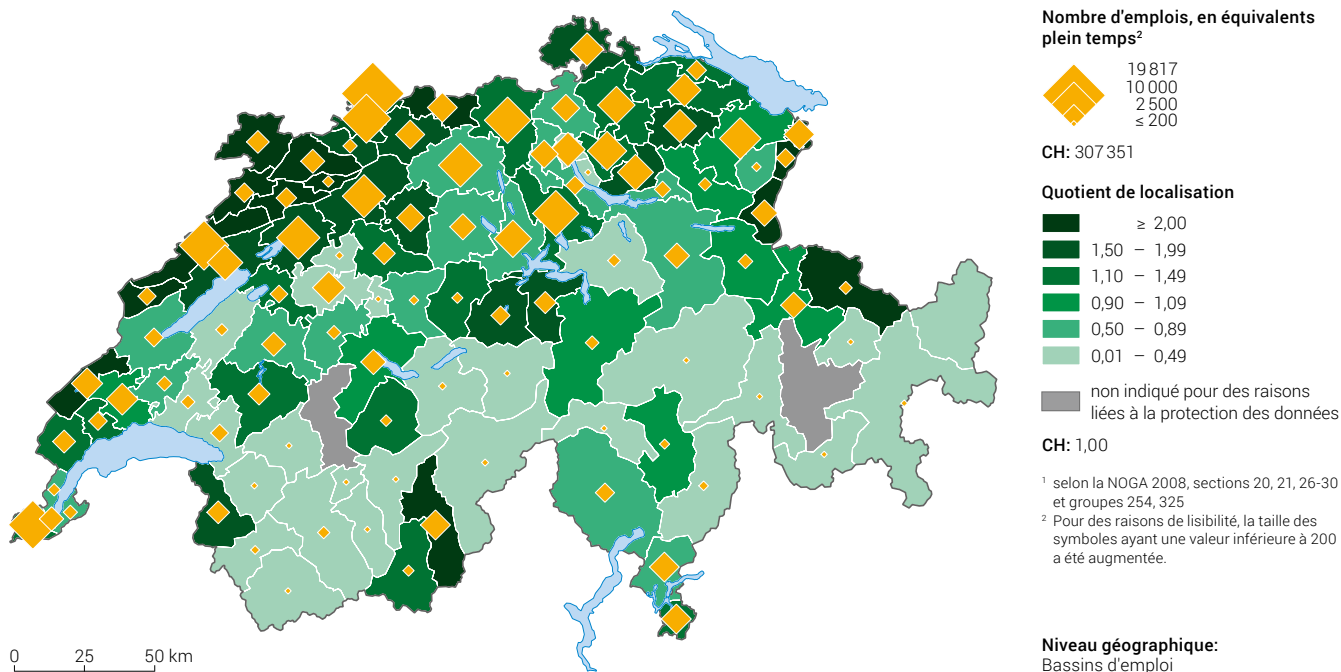 Nombre d'emplois, en équivalents
plein temps²
19 817
10 000
2 500
≤ 200
CH: 307 351
Quotient de localisation
≥ 2,00
1,50 – 1,99
1,10 – 1,49
0,90 – 1,09
0,50 – 0,89
0,01 – 0,49
non indiqué pour des raisons
liées à la protection des données
CH: 1,00
¹ selon la NOGA 2008, sections 20, 21, 26-30
et groupes 254, 325
² Pour des raisons de lisibilité, la taille des
symboles ayant une valeur inférieure à 200
a été augmentée.
Niveau géographique:
Bassins d'emploi
0 25 50 km